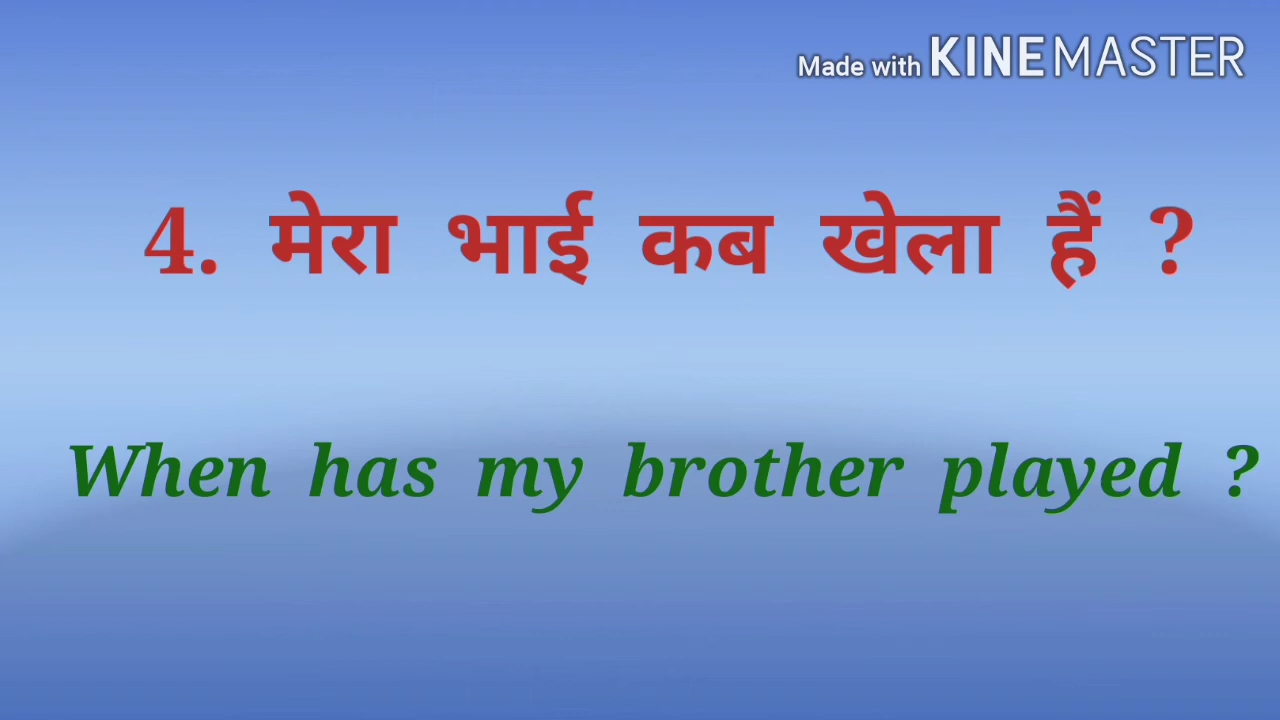 Made with KINEMASTER
4. मेरा भाई कब खेला हैं ?
When has my brother played ?